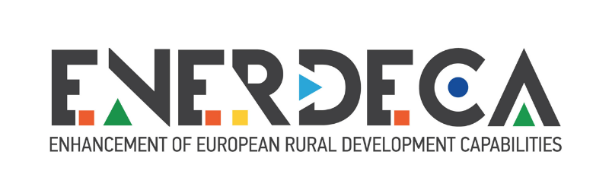 ENERDECA
ENHANCEMENT OF EUROPEAN RURAL DEVELOPMENT CAPABILITIES